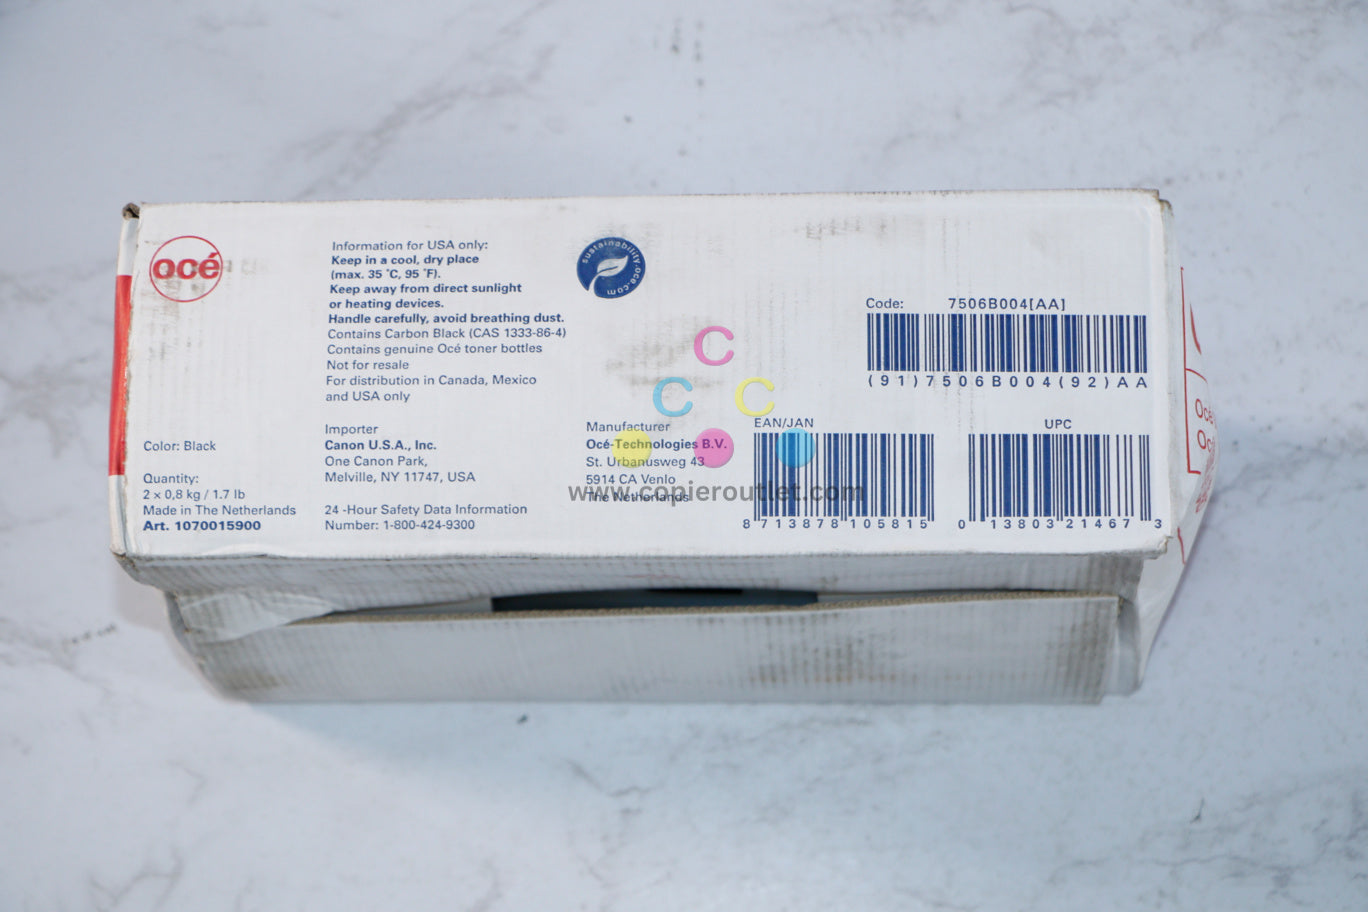 océ
Color: Black
Quantity:
2 x 0,8 kg / 1.7 lb
Made in The Netherlands
Art. 1070015900
Information for USA only:
Keep in a cool, dry place
(max. 35 °C, 95 °F).
Keep away from direct sunlight
or heating devices.
Handle carefully, avoid breathing dust.
Contains Carbon Black (CAS 1333-86-4)
Contains genuine Océ toner bottles
Not for resale
For distribution in Canada, Mexico
and USA only
Importer
Canon U.S.A., Inc.
One Canon Park,
Melville, NY 11747, USA
24 -Hour Safety Data Information
Number: 1-800-424-9300
sustainability.oce.com
Manufacturer
Océ-Technologies B.V.
St. Urbanusweg 43
5914 CA Venlo
The Netherlands
Code: 7506B004[AA]
(91)7506B004(92)AA
EAN/JAN
8713878105815
UPC
0 13803 21467 3
C
C C
www.copieroutlet.com